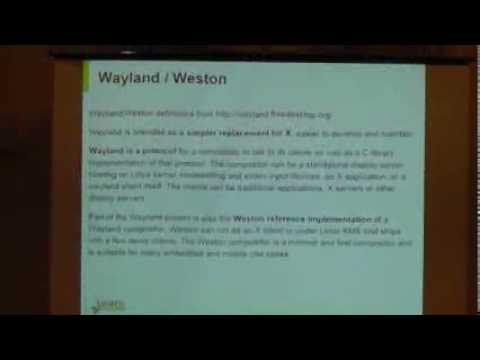 Wayland / Weston
Wayland/Weston definitions from http://wayland.freedesktop.org
Wayland is intended as a simpler replacement for X, easier to develop and maintain
Wayland is a protocol for a compositor to talk to its clients as well as a C library
implementation of that protocol. The compositor can be a standalone display server
running on Linux kernel modesetting and evdev input devices, an X application, or a
wayland client itself. The clients can be traditional applications, X servers or other
display servers.
Part of the Wayland project is also the Weston reference implementation of a
Wayland compositor. Weston can run as an X client or under Linux KMS and ships
with a few demo clients. The Weston compositor is a minimal and fast compositor and
is suitable for many embedded and mobile use cases.